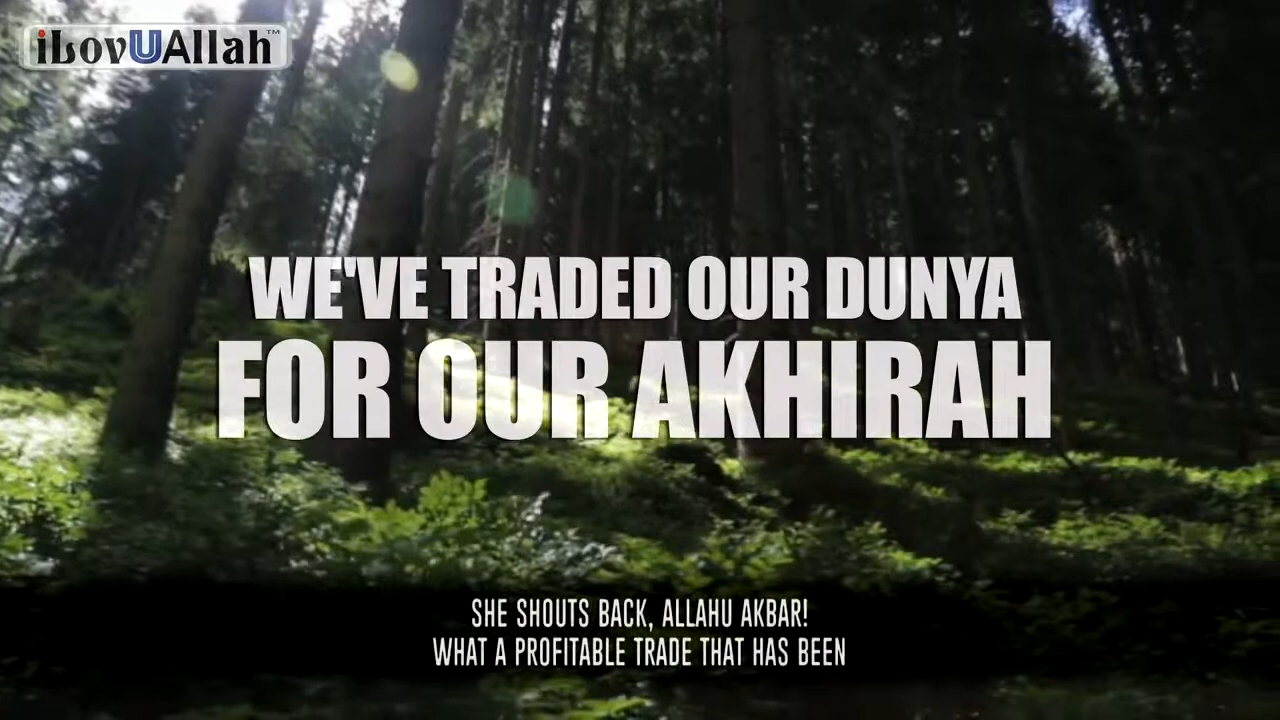 iLovUAllah™
WE'VE TRADED OUR DUNYA
FOR OUR AKHIRAH
SHE SHOUTS BACK, ALLAHU AKBAR!
WHAT A PROFITABLE TRADE THAT HAS BEEN